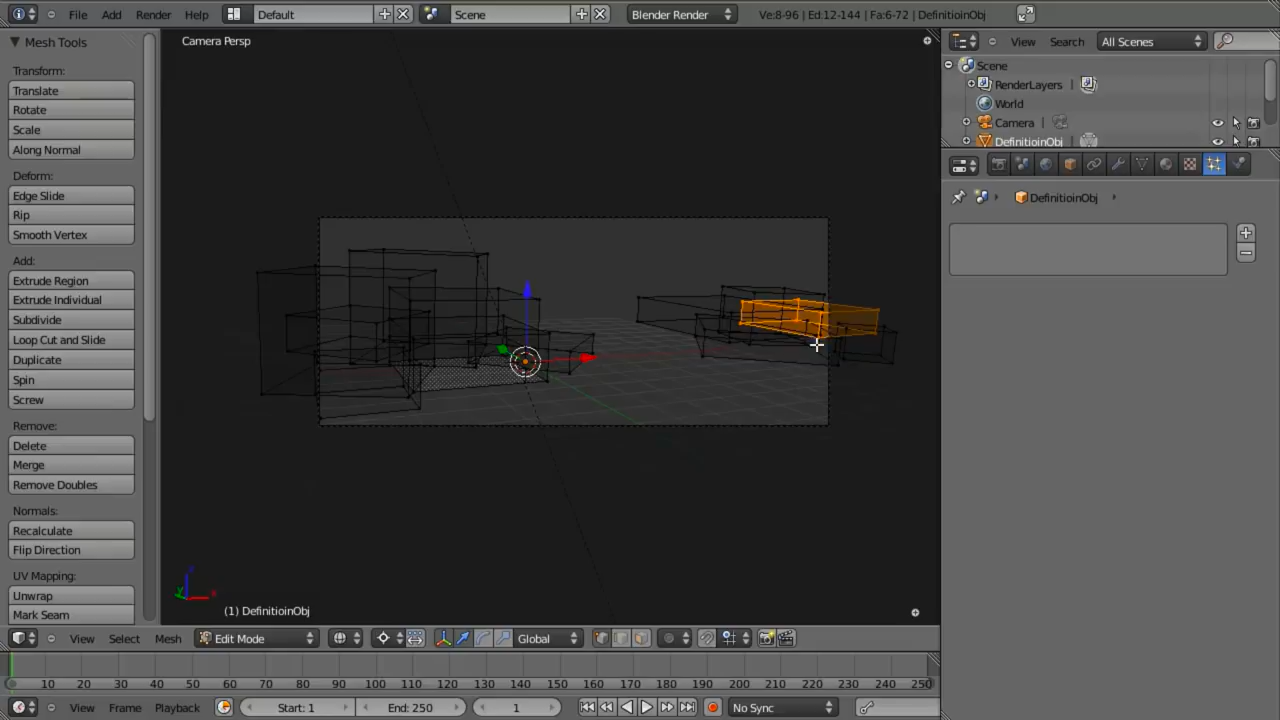 File Add Render Help Default Scene Blender Render Ve:8-96 | Ed:12-144 | Fa:6-72 | DefinitioinObj
Mesh Tools
Transform:
Translate
Rotate
Scale
Along Normal
Deform:
Edge Slide
Rip
Smooth Vertex
Add:
Extrude Region
Extrude Individual
Subdivide
Loop Cut and Slide
Duplicate
Spin
Screw
Remove:
Delete
Merge
Remove Doubles
Normals:
Recalculate
Flip Direction
UV Mapping:
Unwrap
Mark Seam
Camera Persp
(1) DefinitioinObj
View Search All Scenes
Scene
RenderLayers
World
Camera
DefinitioinObj
DefinitioinObj
View Select Mesh Edit Mode Global
10 20 30 40 50 60 70 80 90 100 110 120 130 140 150 160 170 180 190 200 210 220 230 240 250
View Frame Playback Start: 1 End: 250 1 No Sync